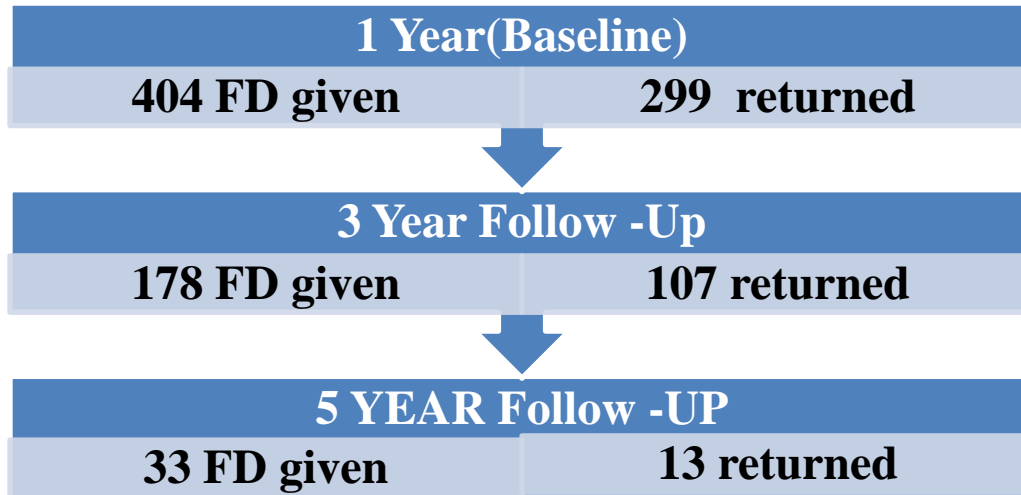 1 Year(Baseline)
404 FD given
299 returned
3 Year Follow -Up
178 FD given
107 returned
5 YEAR Follow -UP
33 FD given
13 returned